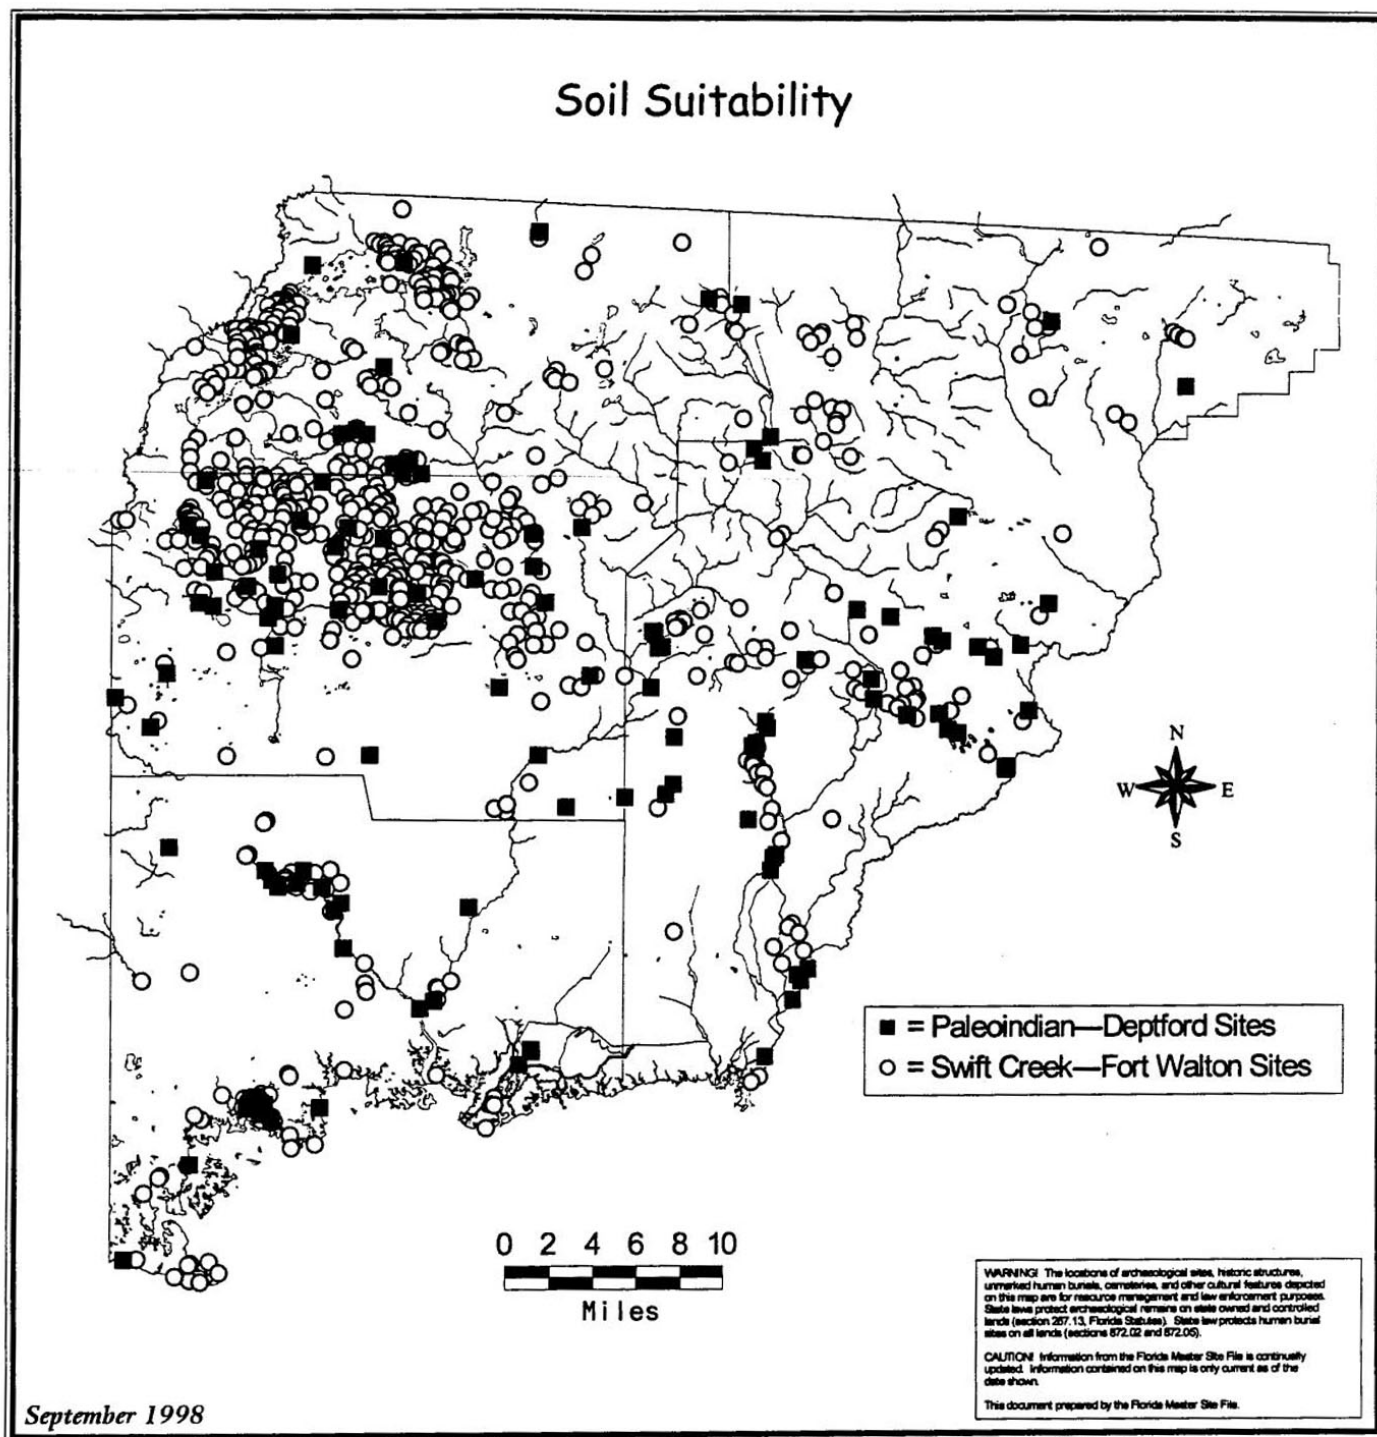 Soil Suitability
N
W E
S
■ = Paleoindian—Deptford Sites
○ = Swift Creek—Fort Walton Sites
0 2 4 6 8 10
Miles
WARNING! The locations of archaeological sites, historic structures,
unmarked human burials, cemeteries, and other cultural features depicted
on this map are for resource management and law enforcement purposes.
State laws protect archaeological remains on state owned and controlled
lands (section 267.13, Florida Statutes). State law protects human burial
sites on all lands (sections 872.02 and 872.05).
CAUTION! Information from the Florida Master Site File is continually
updated. Information contained on this map is only current as of the
date shown.
This document prepared by the Florida Master Site File.
September 1998